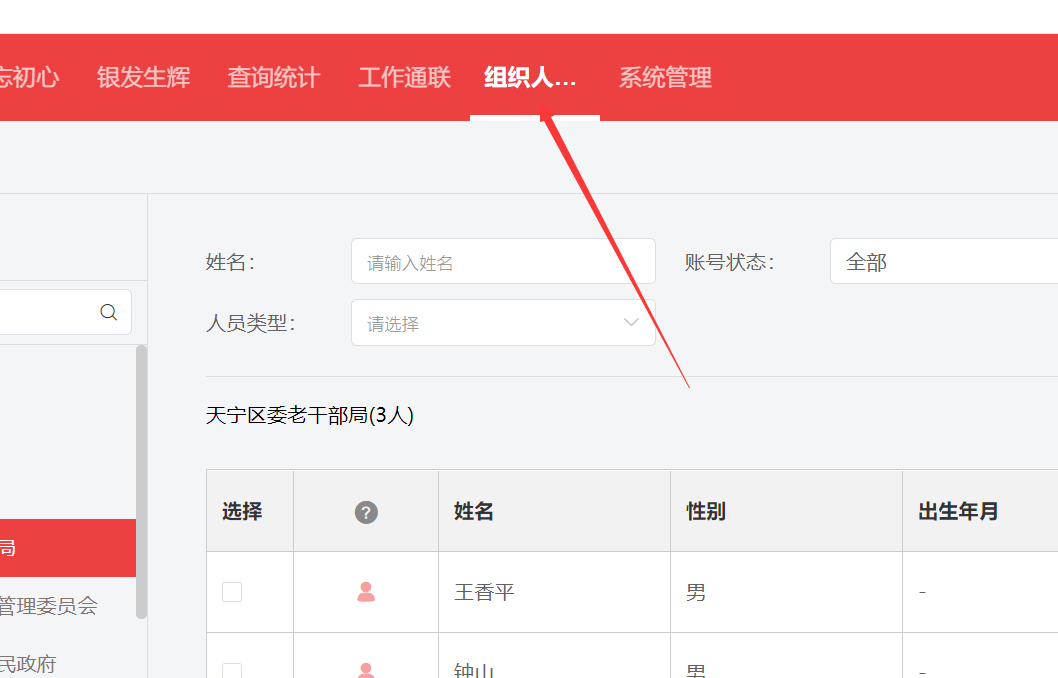 忘初心 银发生辉 查询统计 工作通联 组织人... 系统管理
姓名： 请输入姓名 账号状态： 全部
人员类型： 请选择
天宁区委老干部局(3人)
选择 ? 姓名 性别 出生年月
局
王香平 男 -
管理委员会
民政府
钟山 男 -